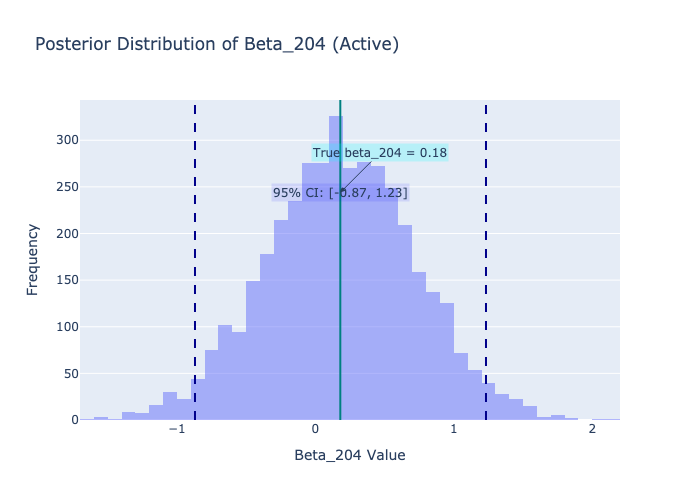 Posterior Distribution of Beta_204 (Active)
300
250
200
150
100
50
0
Frequency
True beta_204 = 0.18
95% CI: [-0.87, 1.23]
−1
0
1
2
Beta_204 Value